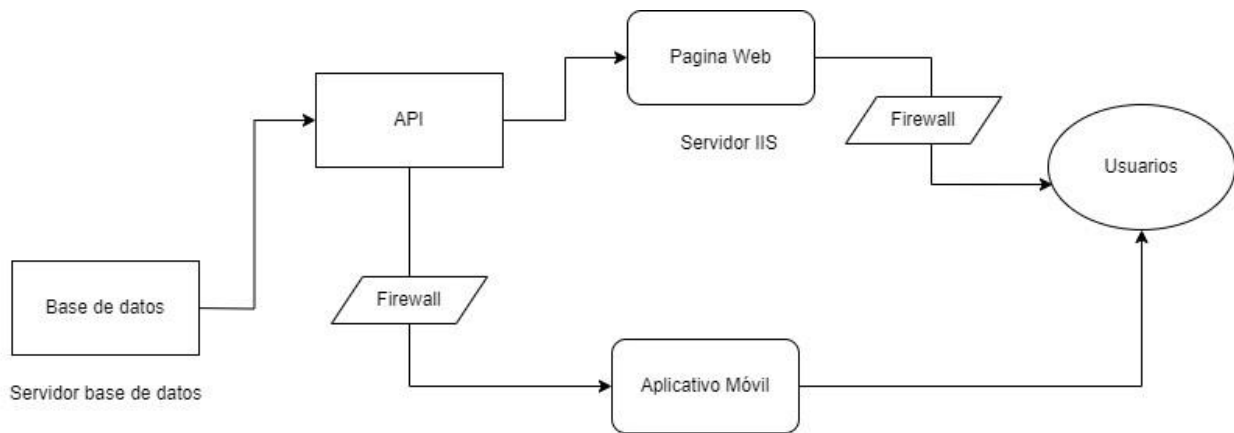 Pagina Web
API
Firewall
Servidor IIS
Usuarios
Firewall
Base de datos
Aplicativo Móvil
Servidor base de datos